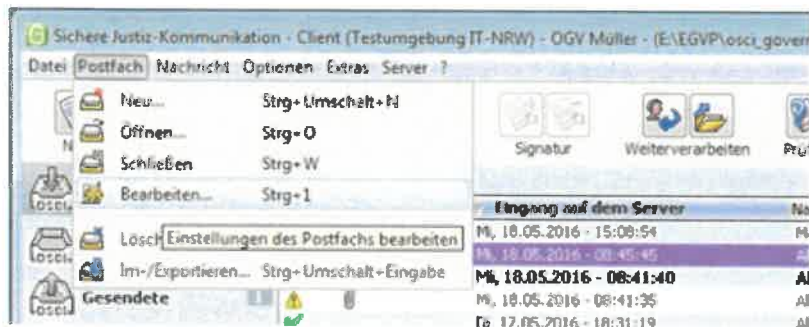 Sichere Justiz-Kommunikation - Client (Testumgebung IT-NRW) - OGV Müller - (E:\EGVP\osci_govern
Datei Postfach Nachricht Optionen Extras Server ?
Neu... Strg+Umschalt+N
Öffnen... Strg+O
Schließen Strg+W
Bearbeiten... Strg+1
Lösch
Einstellungen des Postfachs bearbeiten
Im-/Exportieren... Strg+Umschalt+Eingabe
Gesendete
Signatur Weiterverarbeiten Prü
Eingang auf dem Server Na
Mi, 18.05.2016 - 15:08:54
Mi, 18.05.2016 - 08:45:45
Mi, 18.05.2016 - 08:41:40
Mi, 18.05.2016 - 08:41:35
17.05.2016 - 18:31:19